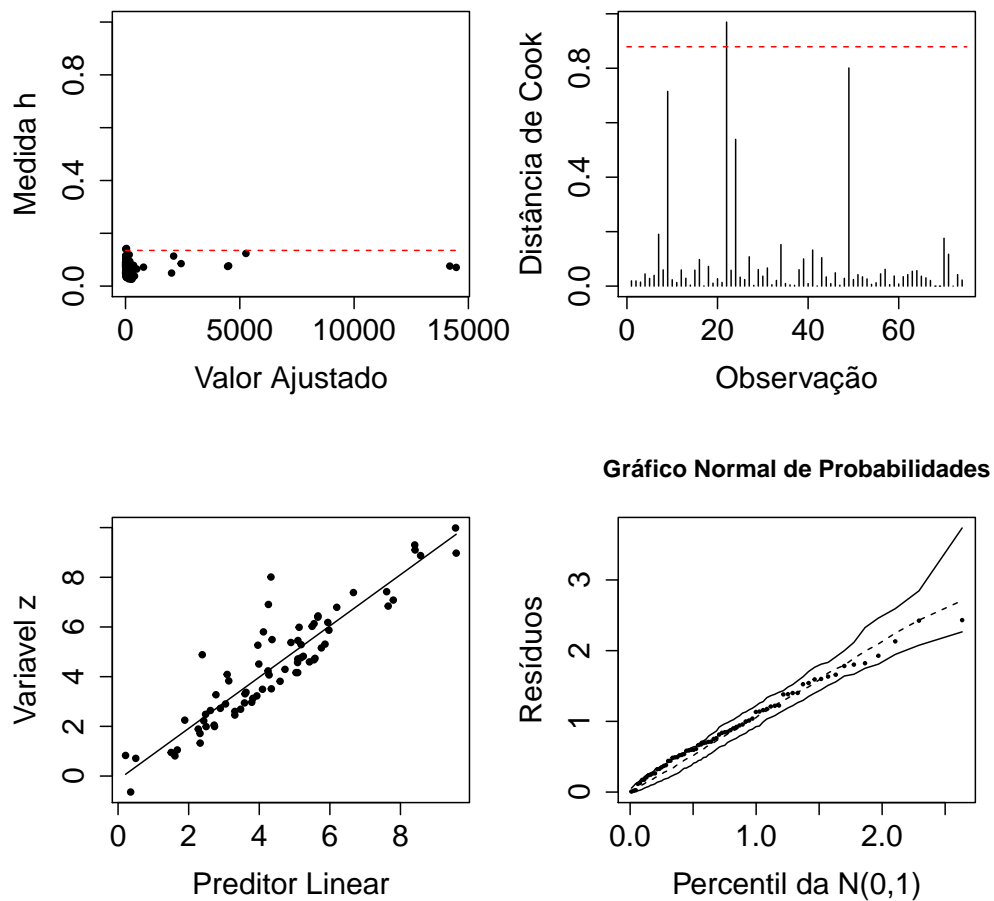 Medida h
0.0 0.4 0.8
0 5000 10000 15000
Valor Ajustado
Distância de Cook
0.0 0.4 0.8
0 20 40 60
Observação
Variavel z
0 2 4 6 8
0 2 4 6 8
Preditor Linear
Gráfico Normal de Probabilidades
Resíduos
0 1 2 3
0.0 1.0 2.0
Percentil da N(0,1)